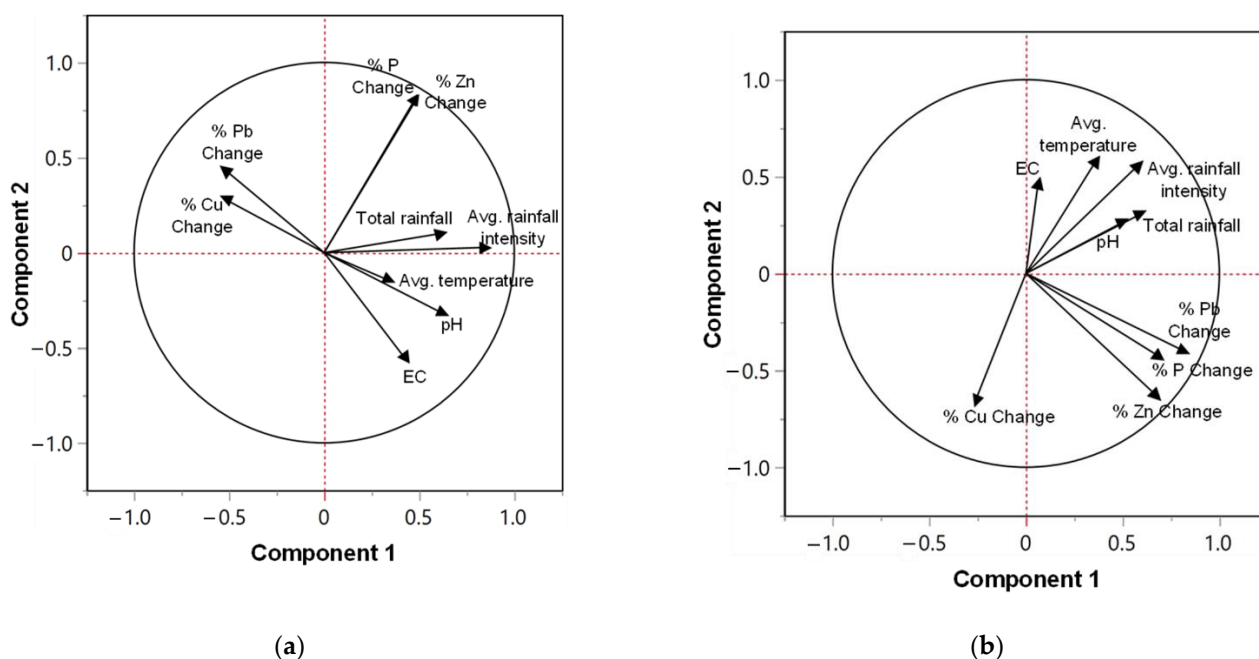 1.0
0.5
0
−0.5
−1.0
Component 2
% P
Change
% Zn
Change
% Pb
Change
% Cu
Change
Total rainfall
Avg. rainfall
intensity
Avg. temperature
pH
EC
−1.0
−0.5
0
0.5
1.0
Component 1
(a)
1.0
0.5
0
−0.5
−1.0
Component 2
Avg.
temperature
EC
Avg. rainfall
intensity
Total rainfall
pH
% Pb
Change
% P Change
% Zn Change
% Cu Change
−1.0
−0.5
0
0.5
1.0
Component 1
(b)